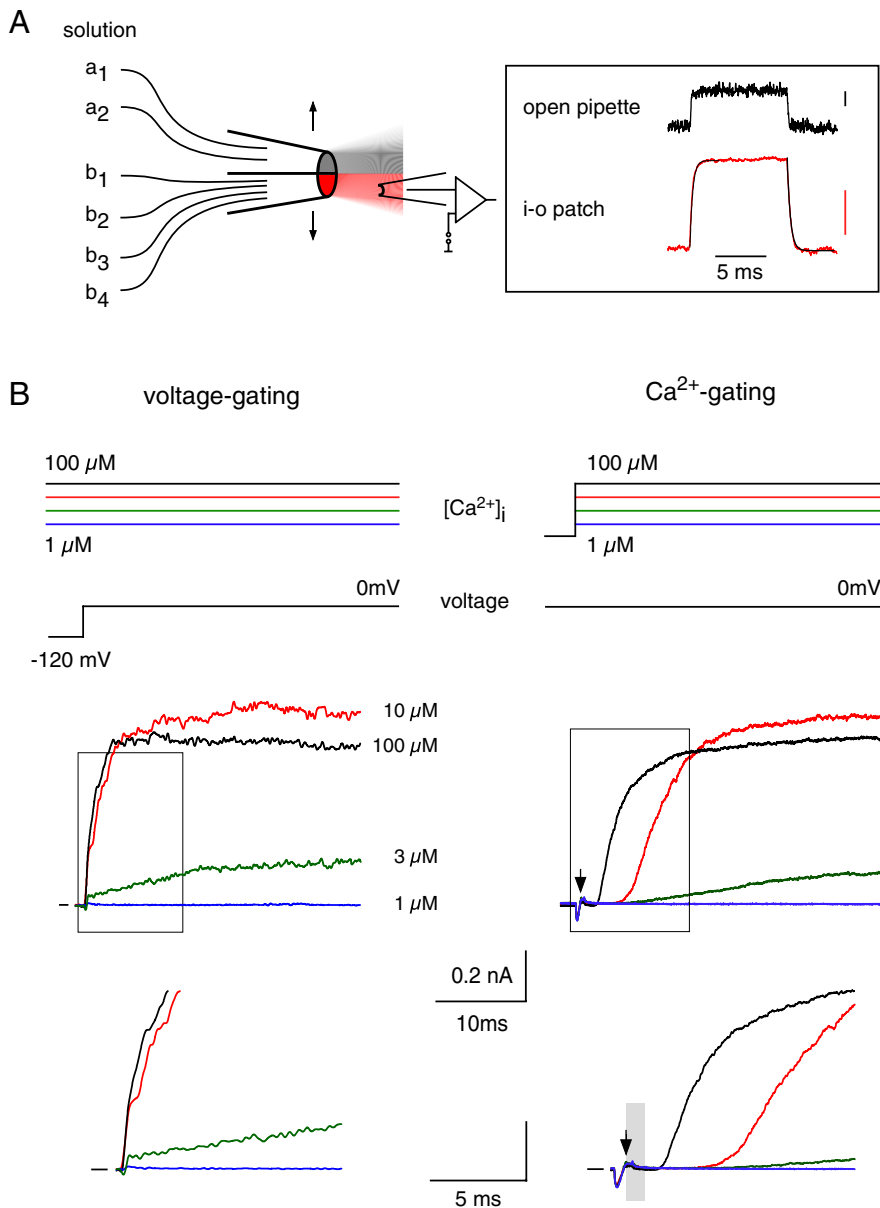 A
solution
a1
a2
b1
b2
b3
b4
open pipette
i-o patch
5 ms
B
voltage-gating
Ca2+-gating
100 µM
1 µM
[Ca2+]i
100 µM
1 µM
0mV
-120 mV
voltage
0mV
10 µM
100 µM
3 µM
1 µM
0.2 nA
10ms
5 ms